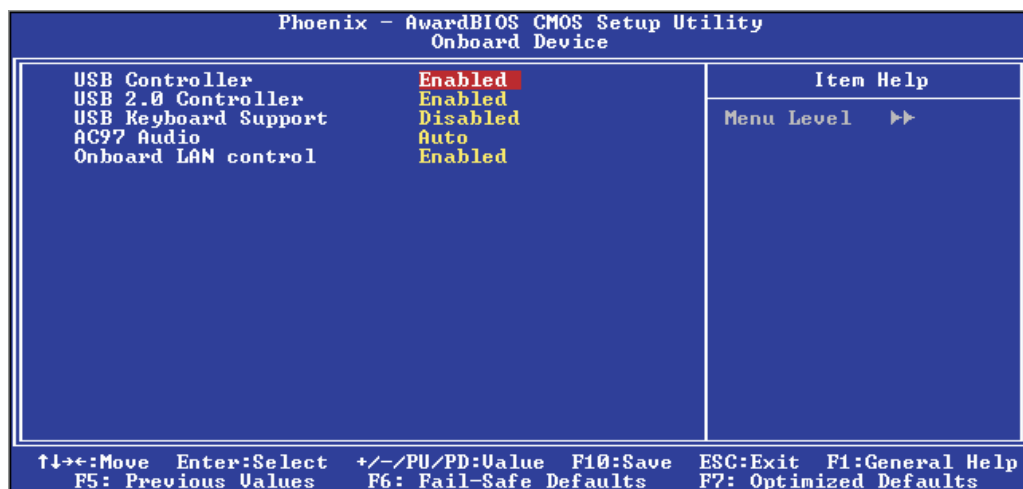 Phoenix - AwardBIOS CMOS Setup Utility
Onboard Device
USB Controller Enabled
USB 2.0 Controller Enabled
USB Keyboard Support Disabled
AC97 Audio Auto
Onboard LAN control Enabled
Item Help
Menu Level ►►
↑↓→←:Move Enter:Select +/-/PU/PD:Value F10:Save ESC:Exit F1:General Help
F5: Previous Values F6: Fail-Safe Defaults F7: Optimized Defaults